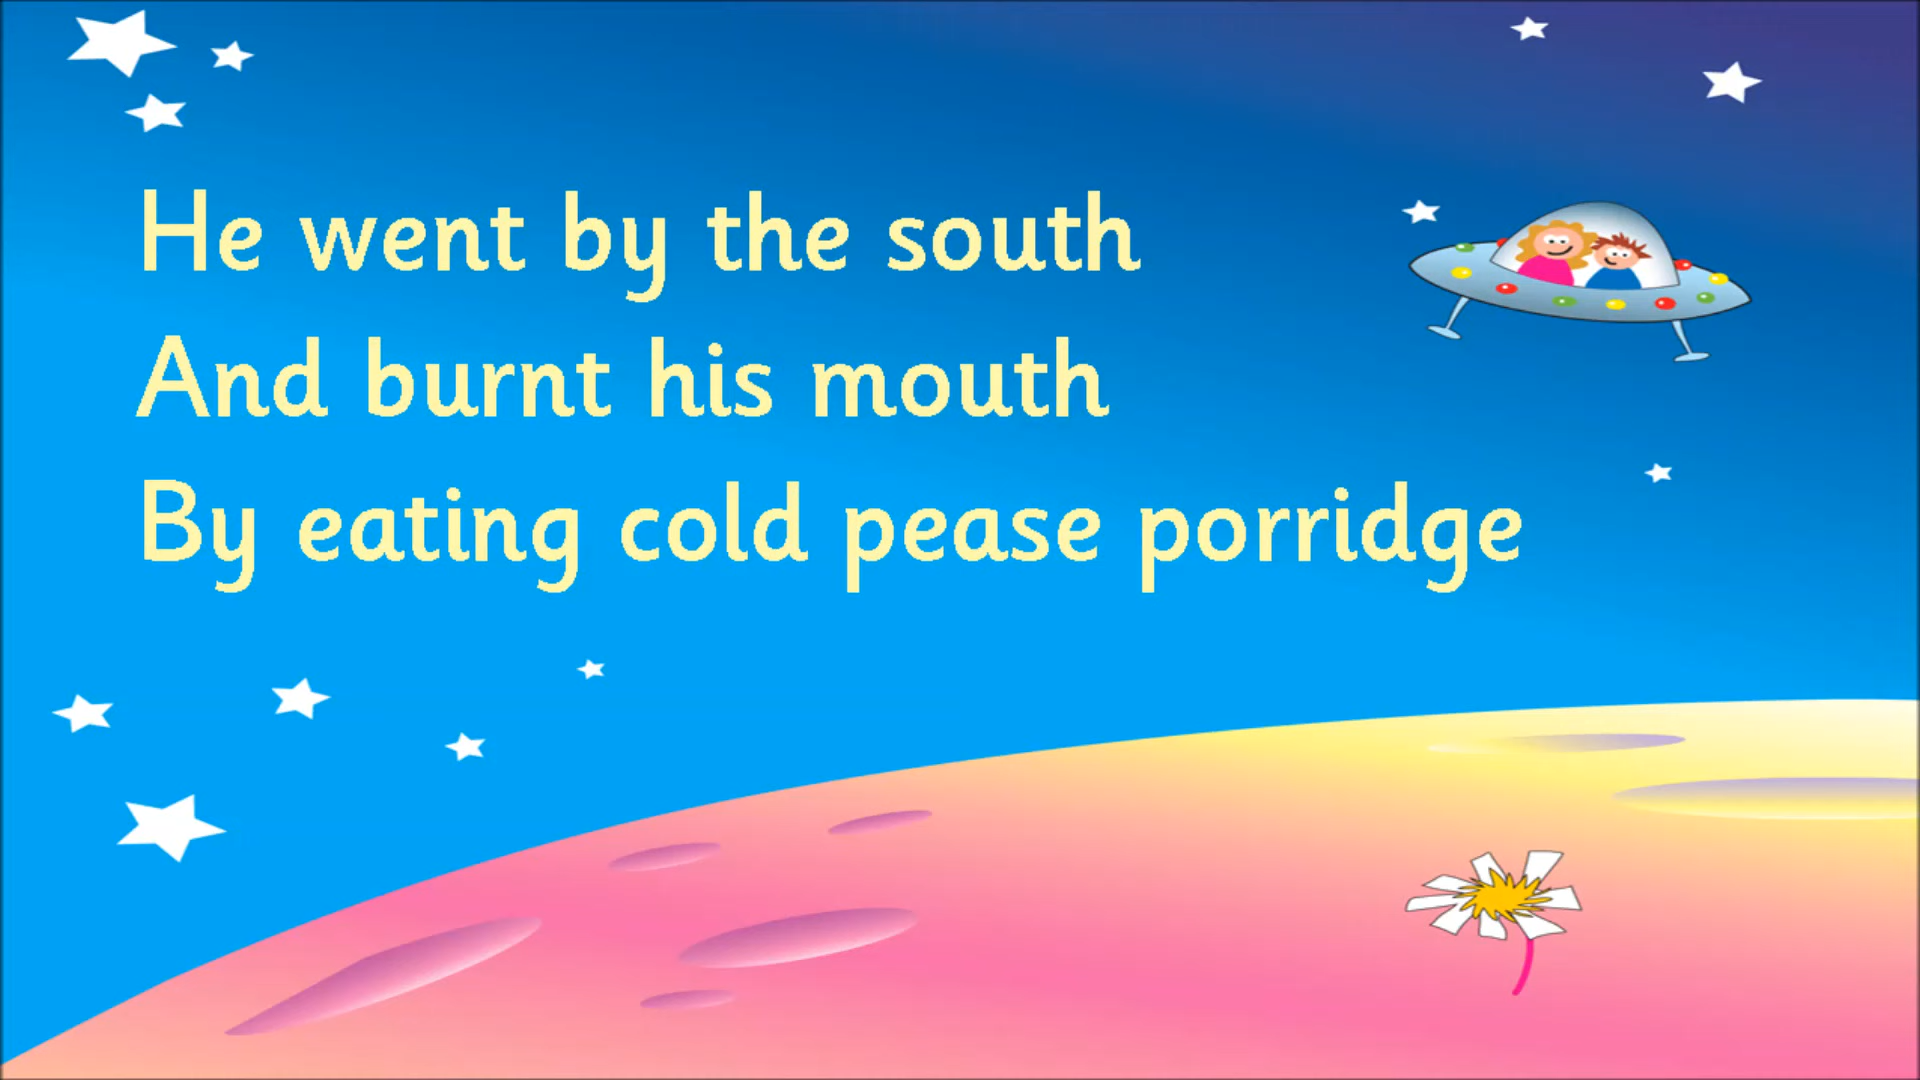 He went by the south
And burnt his mouth
By eating cold pease porridge